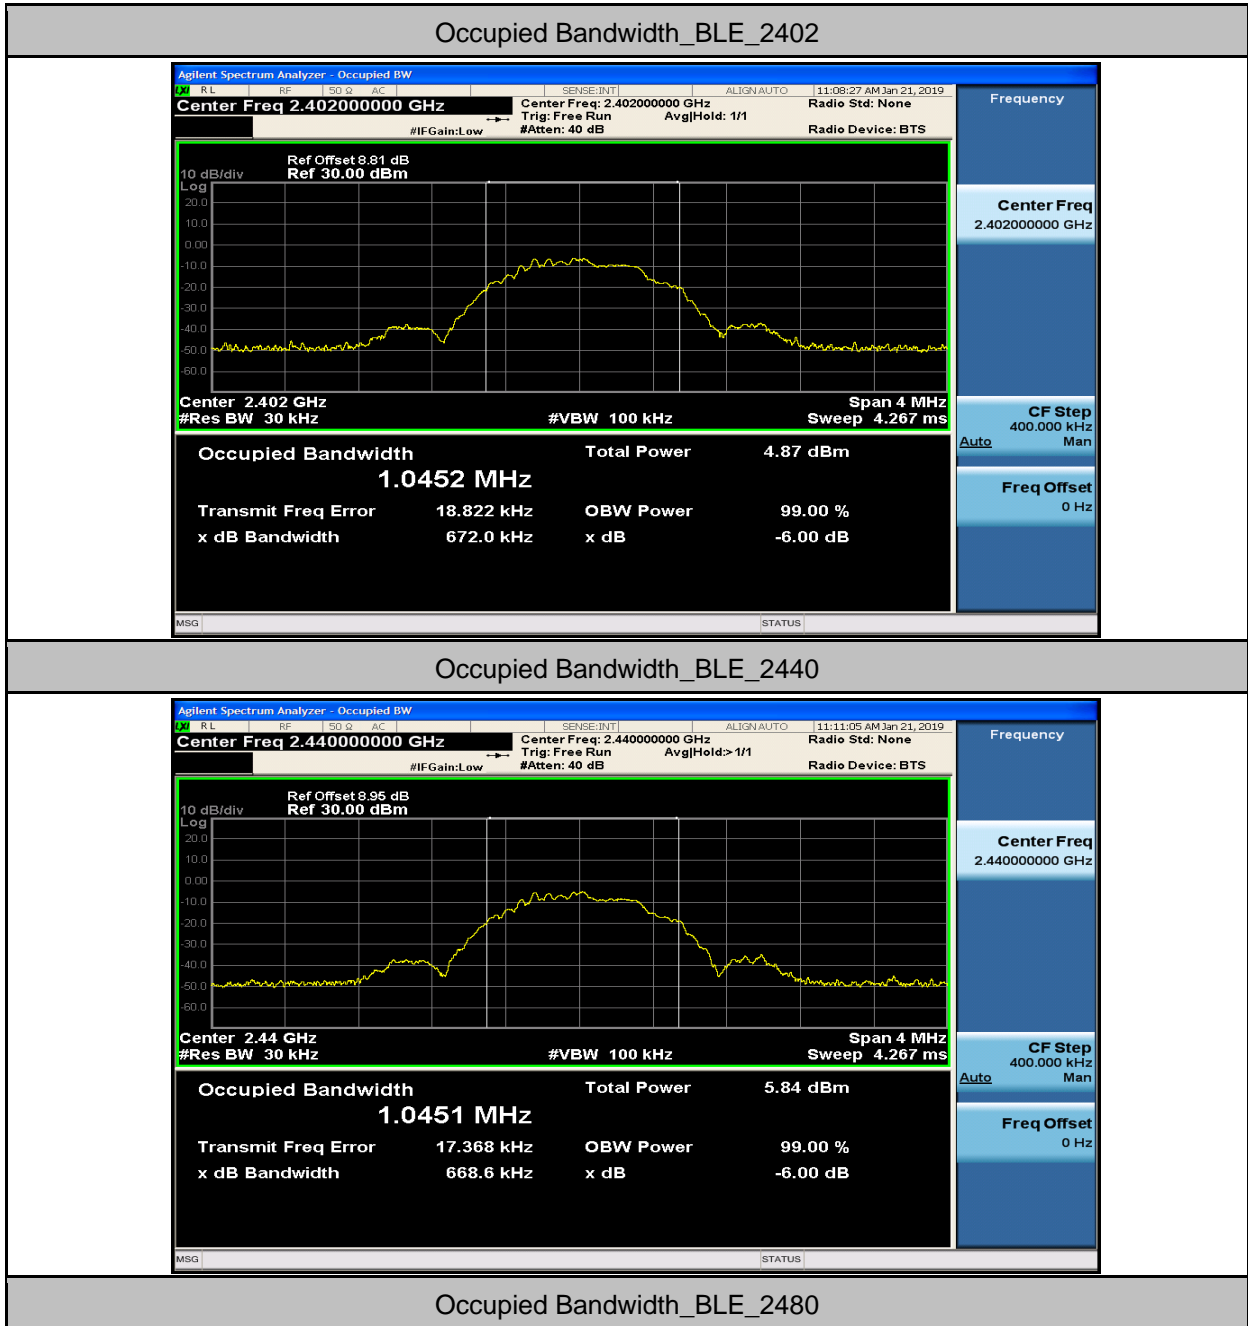 Occupied Bandwidth_BLE_2402
Agilent Spectrum Analyzer - Occupied BW
LXI RL RF 50 Ω AC SENSE:INT ALIGN AUTO 11:08:27 AM Jan 21, 2019
Center Freq 2.402000000 GHz Center Freq: 2.402000000 GHz Radio Std: None Frequency
Trig: Free Run Avg|Hold: 1/1
#IFGain:Low #Atten: 40 dB Radio Device: BTS
Ref Offset 8.81 dB
10 dB/div Ref 30.00 dBm
Log
20.0
10.0
0.00
-10.0
-20.0
-30.0
-40.0
-50.0
-60.0
Center Freq
2.402000000 GHz
Center 2.402 GHz Span 4 MHz
#Res BW 30 kHz #VBW 100 kHz Sweep 4.267 ms
CF Step
400.000 kHz
Auto Man
Occupied Bandwidth Total Power 4.87 dBm
1.0452 MHz
Freq Offset
0 Hz
Transmit Freq Error 18.822 kHz OBW Power 99.00 %
x dB Bandwidth 672.0 kHz x dB -6.00 dB
MSG STATUS
Occupied Bandwidth_BLE_2440
Agilent Spectrum Analyzer - Occupied BW
LXI RL RF 50 Ω AC SENSE:INT ALIGN AUTO 11:11:05 AM Jan 21, 2019
Center Freq 2.440000000 GHz Center Freq: 2.440000000 GHz Radio Std: None Frequency
Trig: Free Run Avg|Hold:>1/1
#IFGain:Low #Atten: 40 dB Radio Device: BTS
Ref Offset 8.95 dB
10 dB/div Ref 30.00 dBm
Log
20.0
10.0
0.00
-10.0
-20.0
-30.0
-40.0
-50.0
-60.0
Center Freq
2.440000000 GHz
Center 2.44 GHz Span 4 MHz
#Res BW 30 kHz #VBW 100 kHz Sweep 4.267 ms
CF Step
400.000 kHz
Auto Man
Occupied Bandwidth Total Power 5.84 dBm
1.0451 MHz
Freq Offset
0 Hz
Transmit Freq Error 17.368 kHz OBW Power 99.00 %
x dB Bandwidth 668.6 kHz x dB -6.00 dB
MSG STATUS
Occupied Bandwidth_BLE_2480